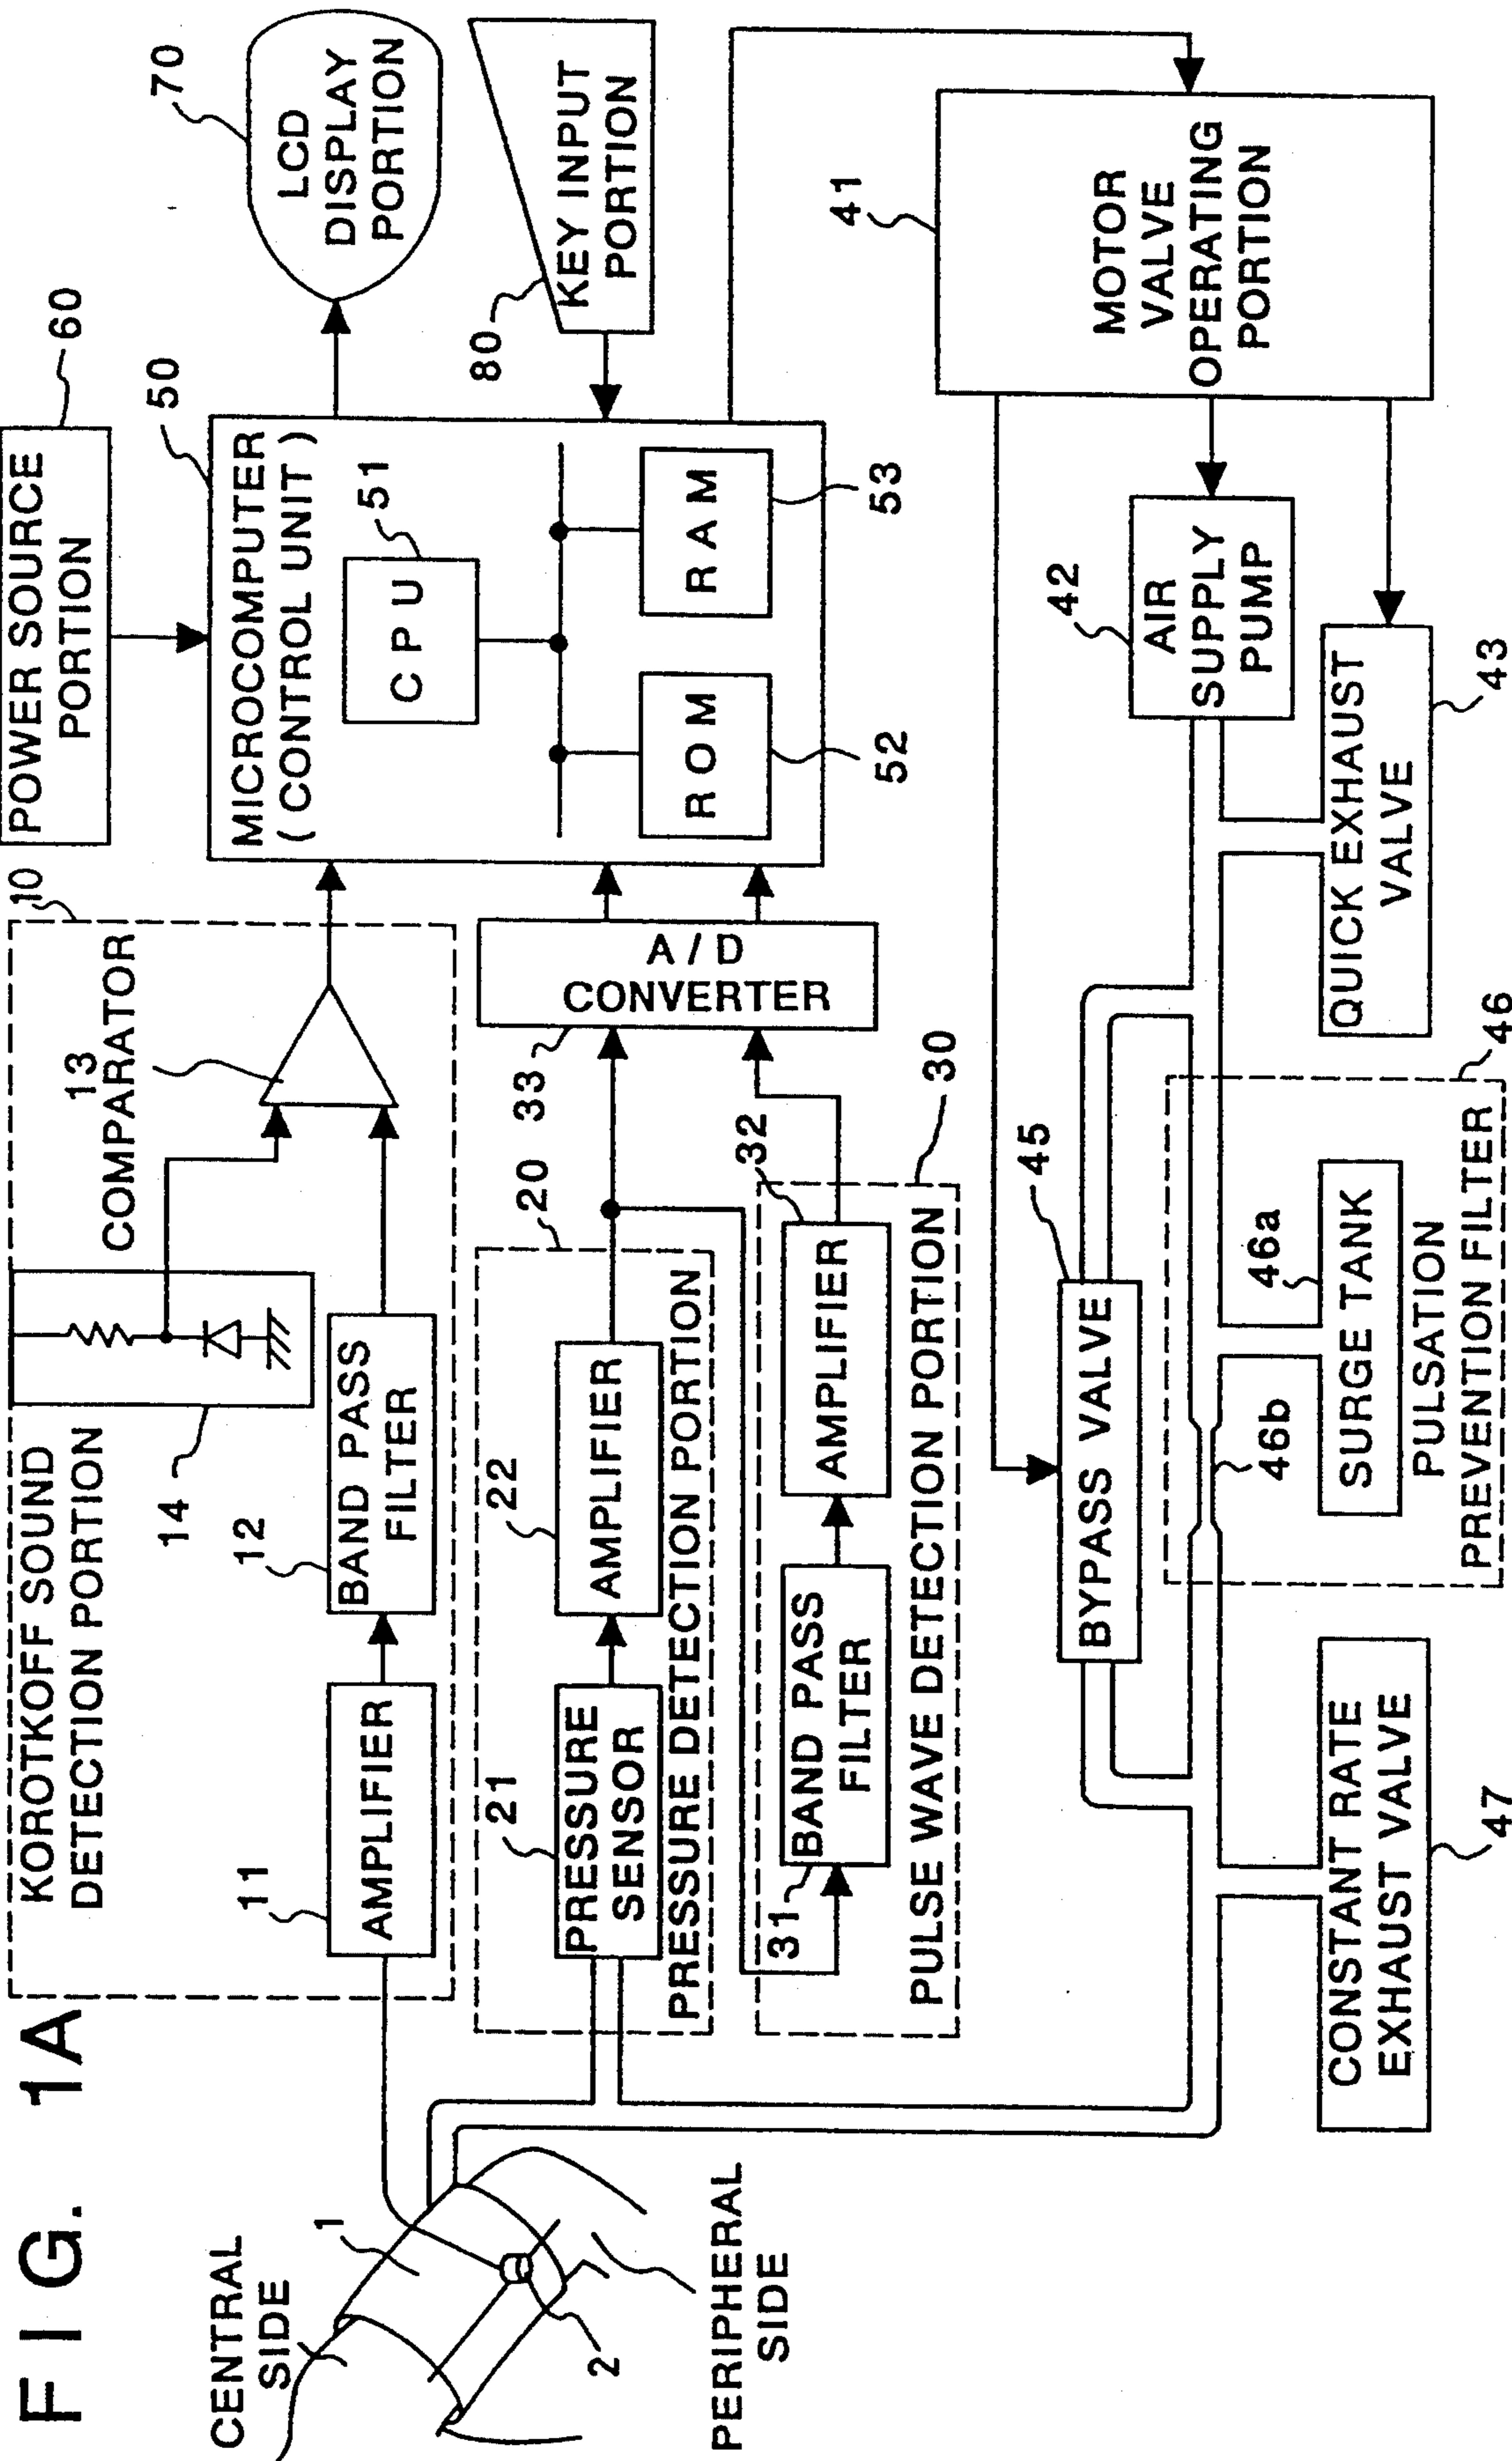 FIG. 1A
KOROTKOFF SOUND
DETECTION PORTION
10
11
AMPLIFIER
12
BAND PASS
FILTER
14
13
COMPARATOR
POWER SOURCE
PORTION
60
50
MICROCOMPUTER
(CONTROL UNIT)
51
CPU
ROM
52
RAM
53
70
LCD
DISPLAY
PORTION
80
KEY INPUT
PORTION
CENTRAL
SIDE
1
2
PERIPHERAL
SIDE
21
PRESSURE
SENSOR
22
AMPLIFIER
20
PRESSURE DETECTION PORTION
33
A/D
CONVERTER
31
BAND PASS
FILTER
32
AMPLIFIER
30
PULSE WAVE DETECTION PORTION
41
MOTOR
VALVE
OPERATING
PORTION
45
BYPASS VALVE
42
AIR
SUPPLY
PUMP
QUICK EXHAUST
VALVE
43
46b
46a
SURGE TANK
PULSATION
PREVENTION FILTER
46
CONSTANT RATE
EXHAUST VALVE
47